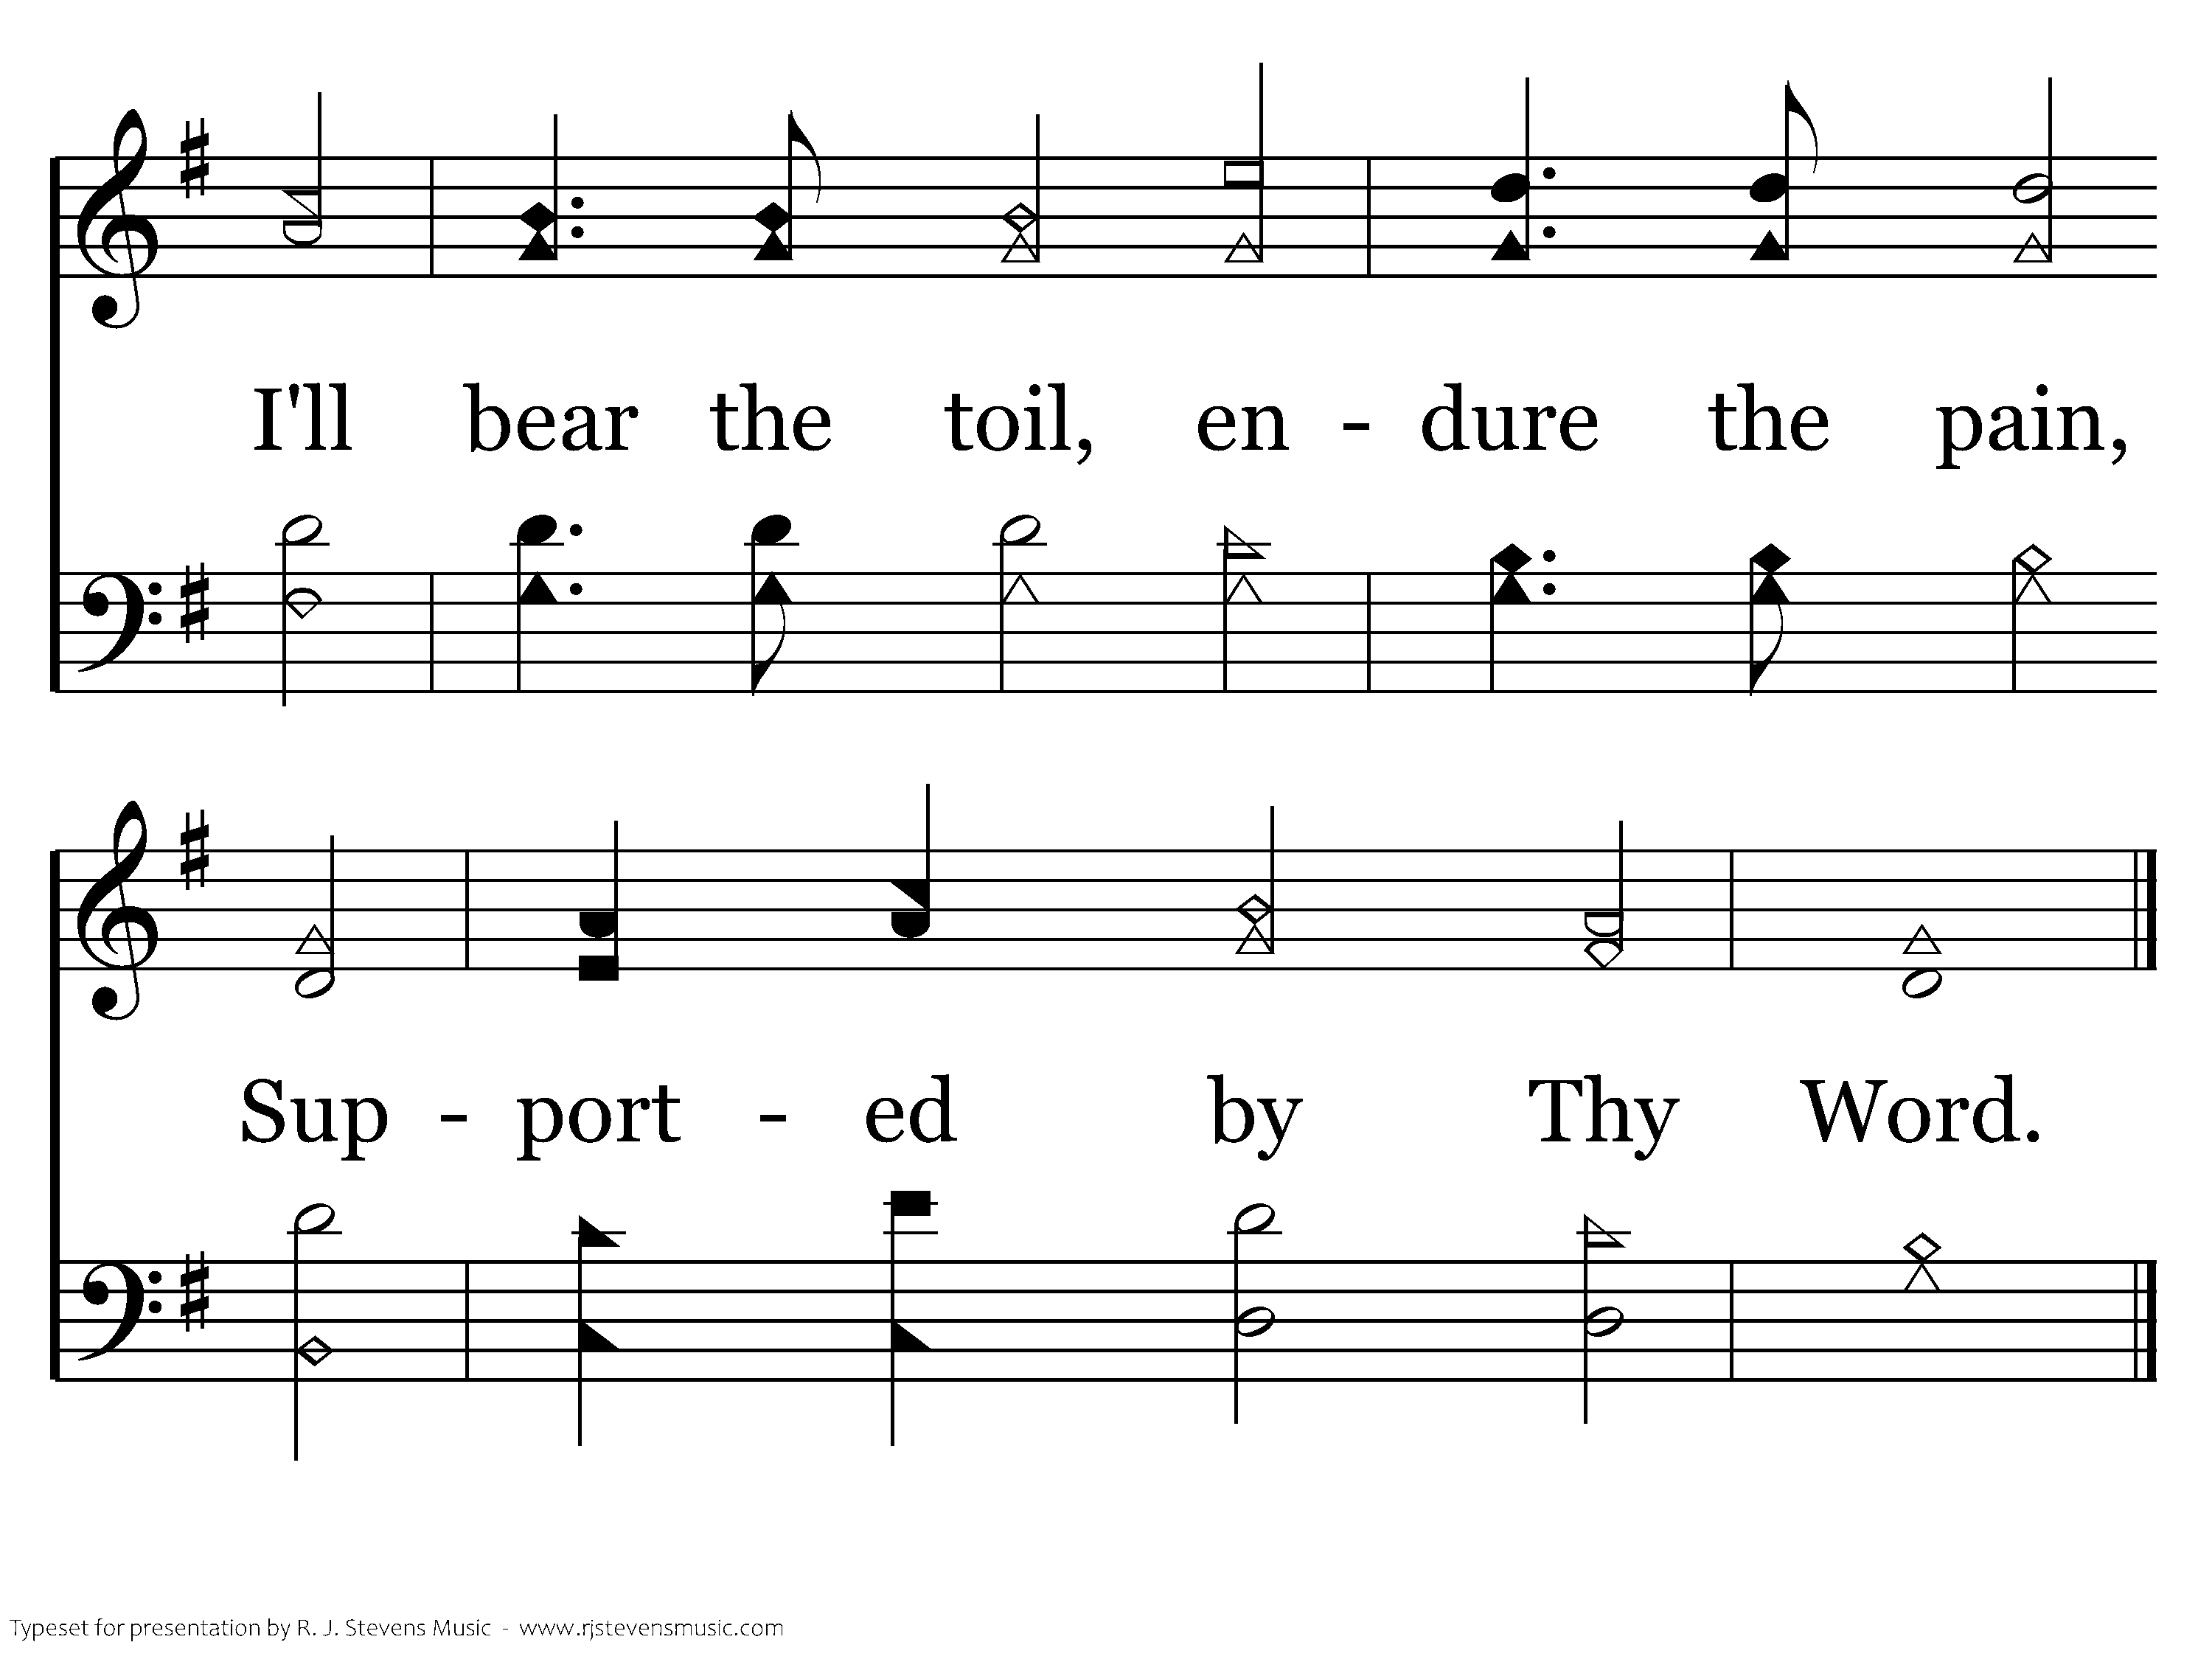 I'll bear the toil, en - dure the pain,
Sup - port - ed by Thy Word.
Typeset for presentation by R. J. Stevens Music - www.rjstevensmusic.com